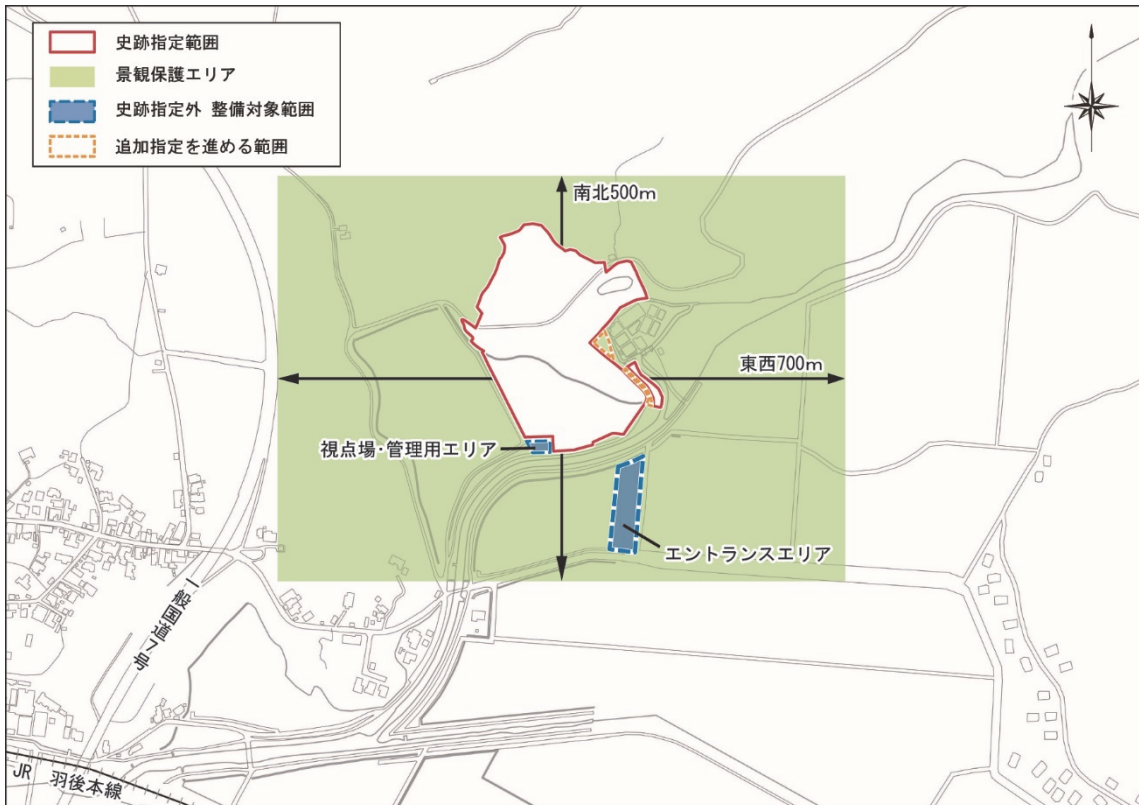 史跡指定範囲
景観保護エリア
史跡指定外 整備対象範囲
追加指定を進める範囲
南北500m
東西700m
視点場・管理用エリア
エントランスエリア
一般国道7号
JR 羽後本線